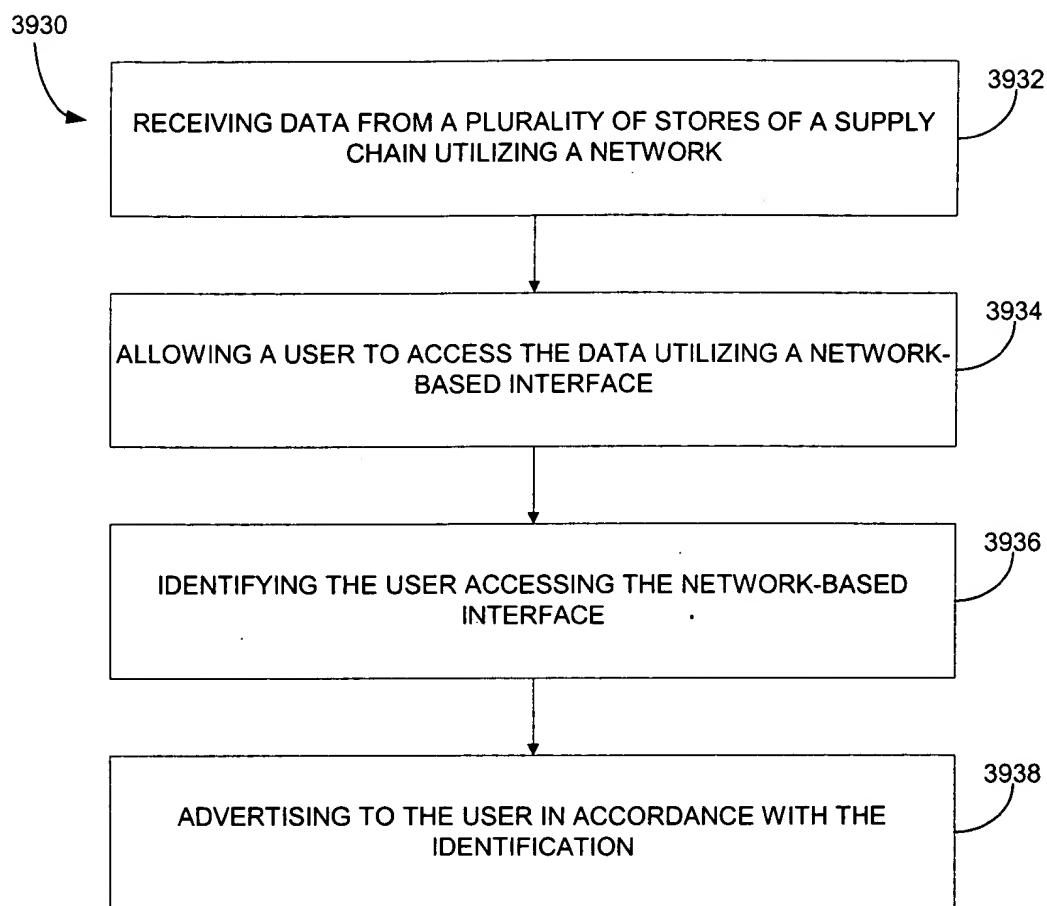 3930
3932
RECEIVING DATA FROM A PLURALITY OF STORES OF A SUPPLY
CHAIN UTILIZING A NETWORK
3934
ALLOWING A USER TO ACCESS THE DATA UTILIZING A NETWORK-
BASED INTERFACE
3936
IDENTIFYING THE USER ACCESSING THE NETWORK-BASED
INTERFACE
3938
ADVERTISING TO THE USER IN ACCORDANCE WITH THE
IDENTIFICATION